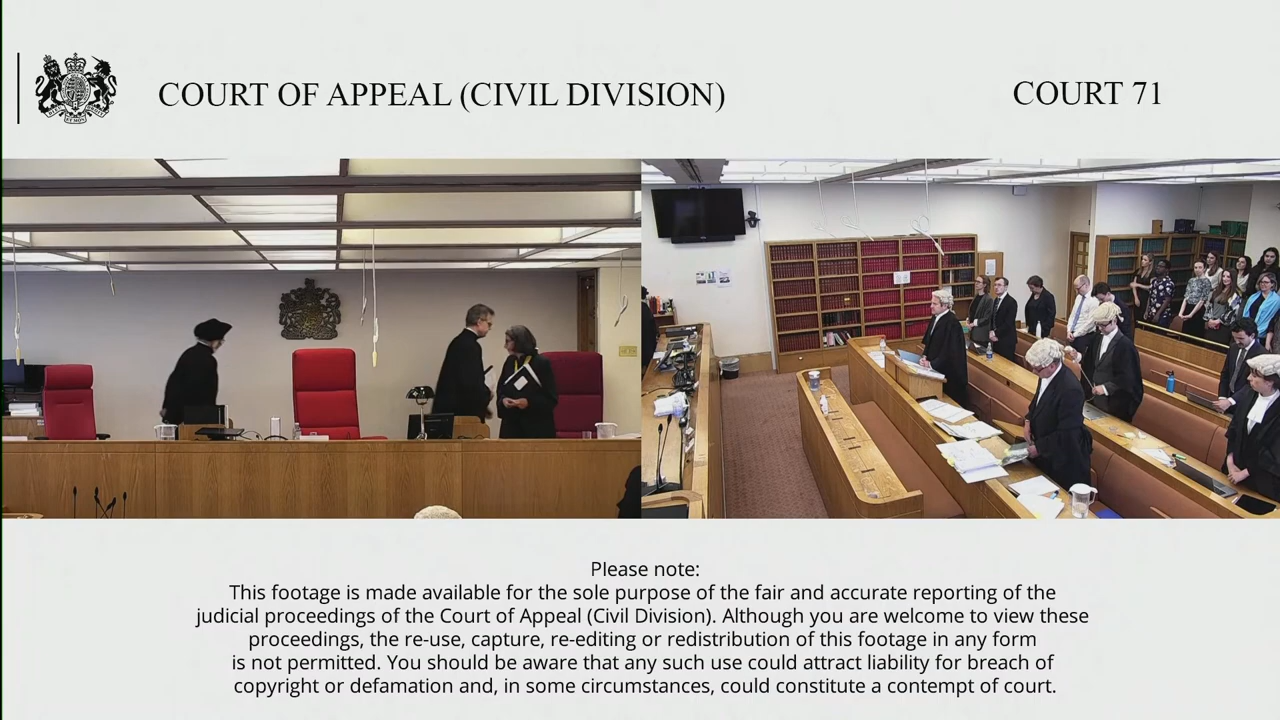 COURT OF APPEAL (CIVIL DIVISION)
COURT 71
Please note:
This footage is made available for the sole purpose of the fair and accurate reporting of the
judicial proceedings of the Court of Appeal (Civil Division). Although you are welcome to view these
proceedings, the re-use, capture, re-editing or redistribution of this footage in any form
is not permitted. You should be aware that any such use could attract liability for breach of
copyright or defamation and, in some circumstances, could constitute a contempt of court.